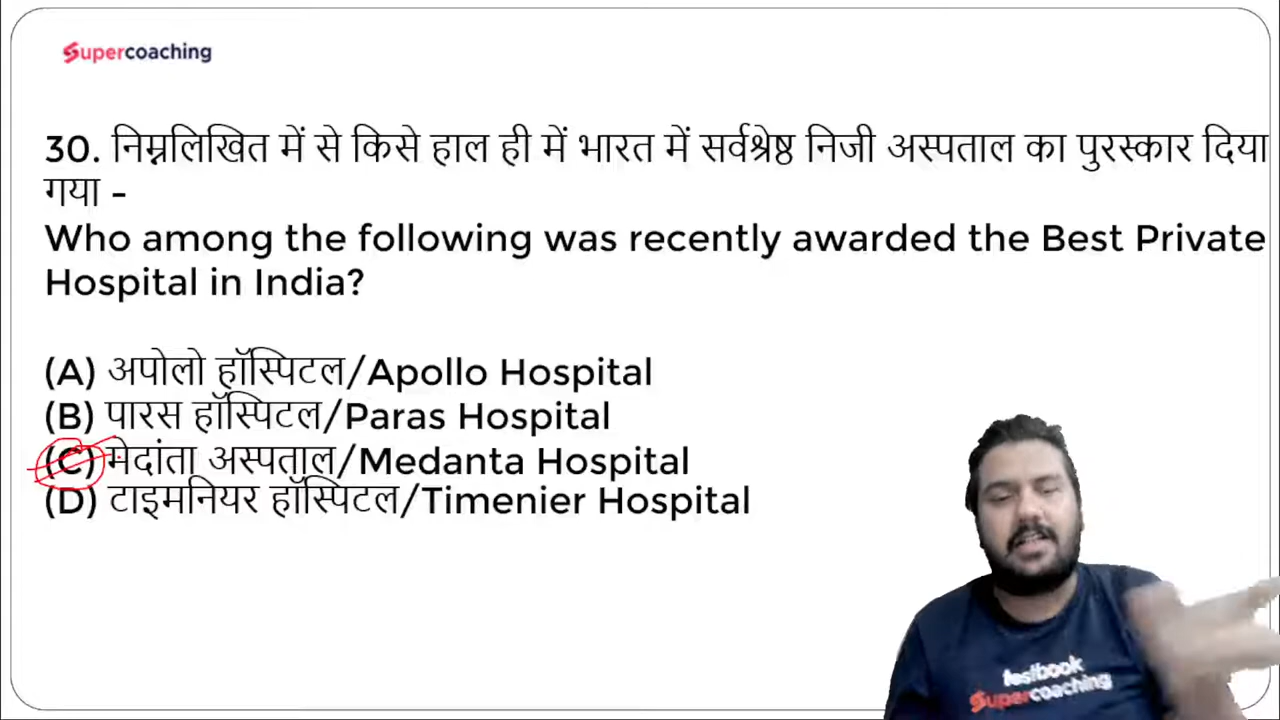 Supercoaching
30. निम्नलिखित में से किसे हाल ही में भारत में सर्वश्रेष्ठ निजी अस्पताल का पुरस्कार दिया
गया -
Who among the following was recently awarded the Best Private
Hospital in India?
(A) अपोलो हॉस्पिटल/Apollo Hospital
(B) पारस हॉस्पिटल/Paras Hospital
(C) मेदांता अस्पताल/Medanta Hospital
(D) टाइमनियर हॉस्पिटल/Timenier Hospital
testbook
Supercoaching